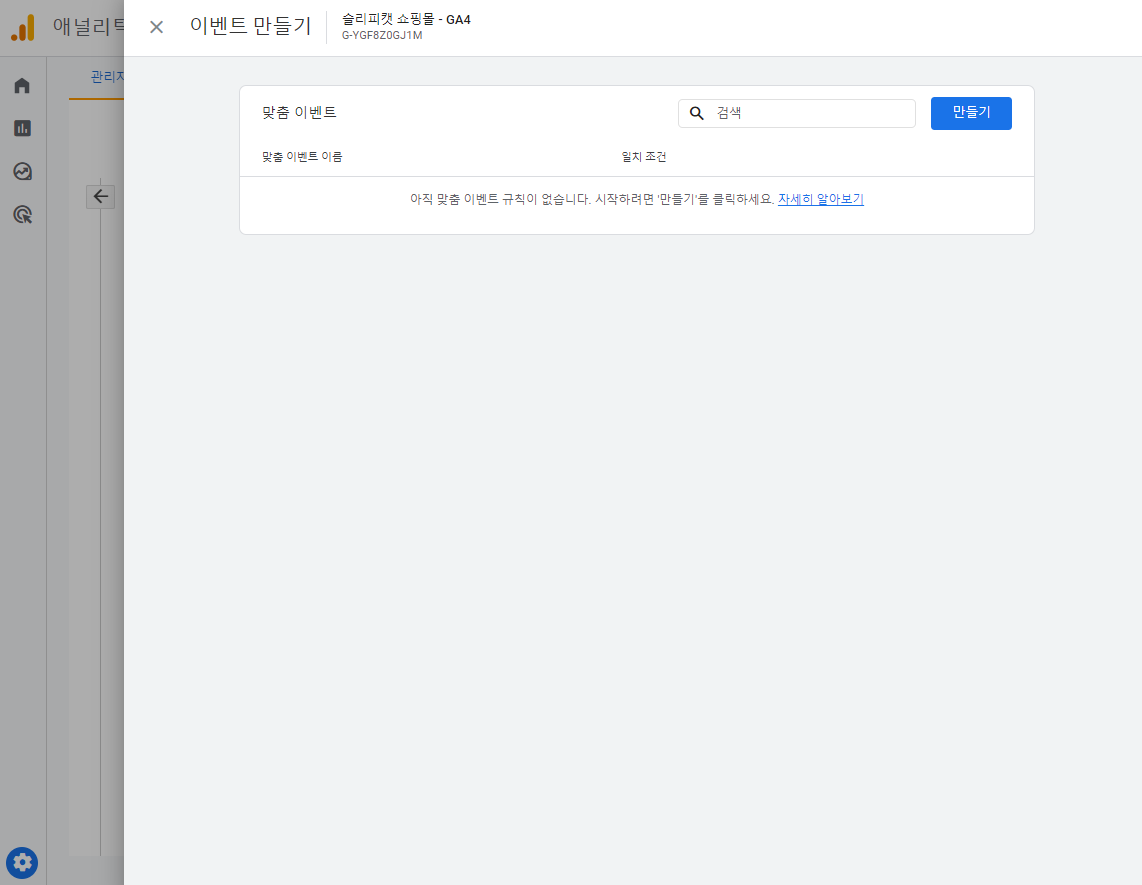 애널리틱
이벤트 만들기
슬리피캣 쇼핑몰 - GA4
G-YGF8Z0GJ1M
관리자
맞춤 이벤트
검색
만들기
맞춤 이벤트 이름
일치 조건
아직 맞춤 이벤트 규칙이 없습니다. 시작하려면 '만들기'를 클릭하세요. 자세히 알아보기